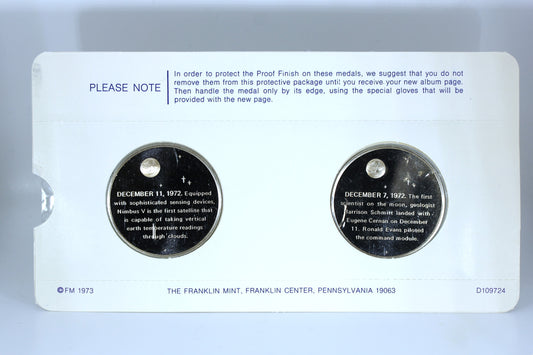 PLEASE NOTE
In order to protect the Proof Finish on these medals, we suggest that you do not
remove them from this protective package until you receive your new album page.
Then handle the medal only by its edge, using the special gloves that will be
provided with the new page.
DECEMBER 11, 1972. Equipped
with sophisticated sensing devices,
Nimbus V is the first satellite that
is capable of taking vertical
earth temperature readings
through clouds.
DECEMBER 7, 1972. The first
scientist on the moon, geologist
Harrison Schmitt landed with
Eugene Cernan on December
11. Ronald Evans piloted
the command module.
©FM 1973
THE FRANKLIN MINT, FRANKLIN CENTER, PENNSYLVANIA 19063
D109724